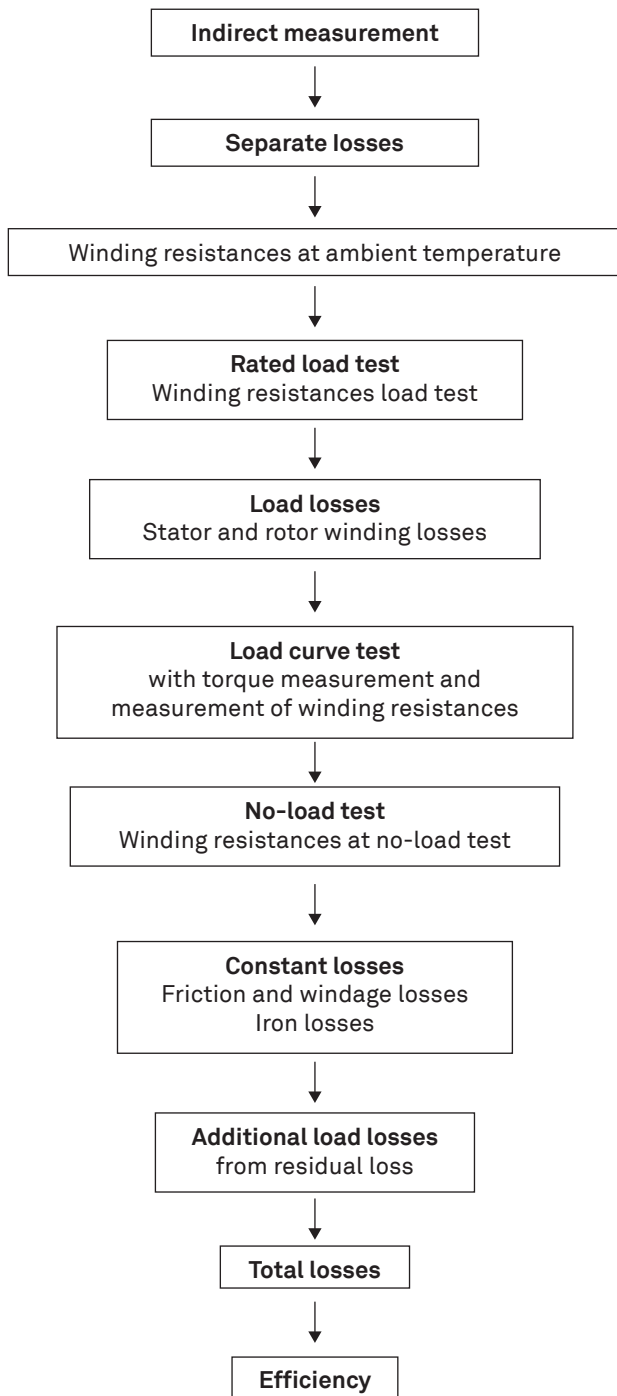 Indirect measurement
Separate losses
Winding resistances at ambient temperature
Rated load test
Winding resistances load test
Load losses
Stator and rotor winding losses
Load curve test
with torque measurement and
measurement of winding resistances
No-load test
Winding resistances at no-load test
Constant losses
Friction and windage losses
Iron losses
Additional load losses
from residual loss
Total losses
Efficiency